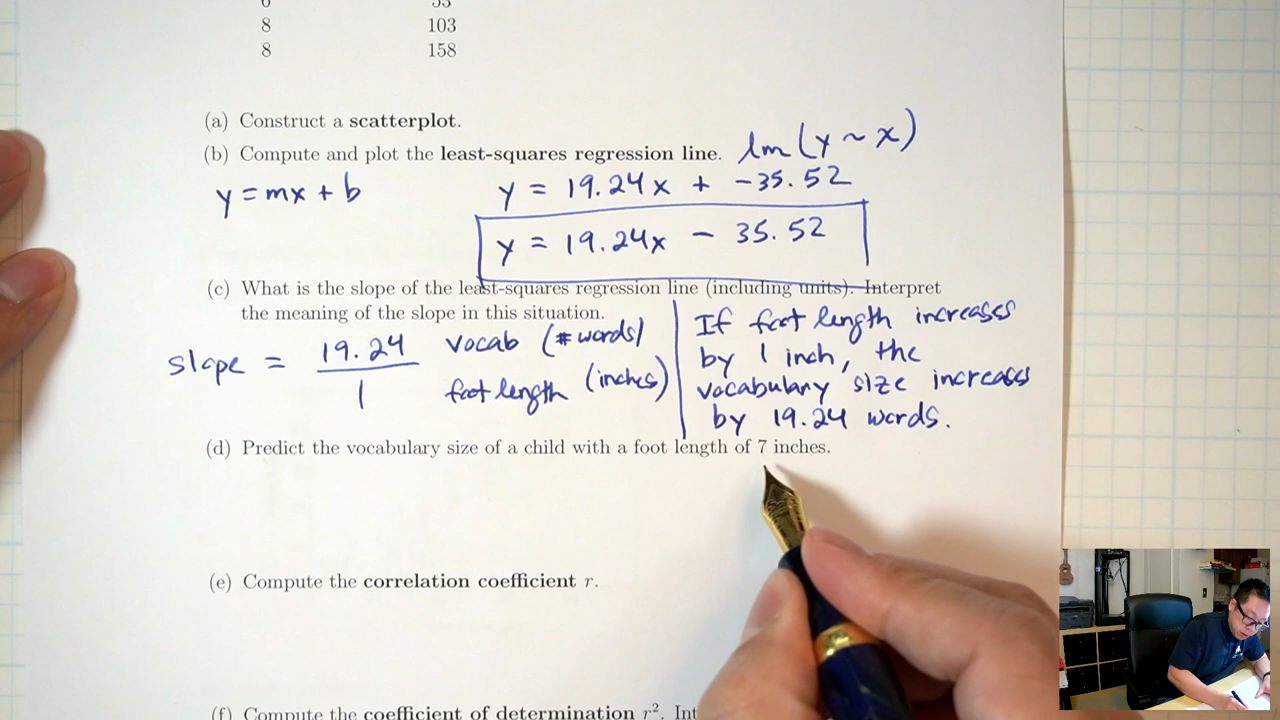 8 103
8 158
(a) Construct a scatterplot.
(b) Compute and plot the least-squares regression line. lm(y ~ x)
y = mx + b y = 19.24x + -35.52
y = 19.24x - 35.52
(c) What is the slope of the least-squares regression line (including units). Interpret
the meaning of the slope in this situation.
slope = 19.24 vocab (# words)
1 foot length (inches)
If foot length increases
by 1 inch, the
vocabulary size increases
by 19.24 words.
(d) Predict the vocabulary size of a child with a foot length of 7 inches.
(e) Compute the correlation coefficient r.
(f) Compute the coefficient of determination r². Int